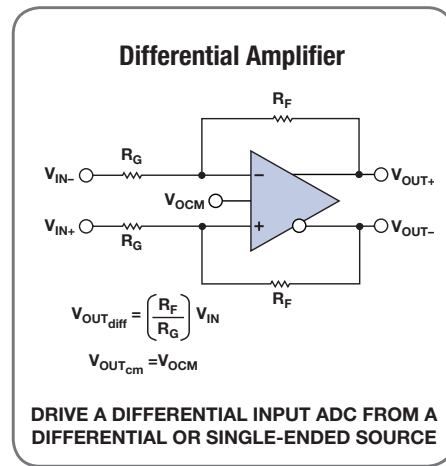 Differential Amplifier
R_F
R_G
V_IN–
–
V_OUT+
V_OCM
V_IN+
+
V_OUT–
R_G
R_F
V_OUT_diff = (R_F / R_G) V_IN
V_OUT_cm =V_OCM
DRIVE A DIFFERENTIAL INPUT ADC FROM A
DIFFERENTIAL OR SINGLE-ENDED SOURCE